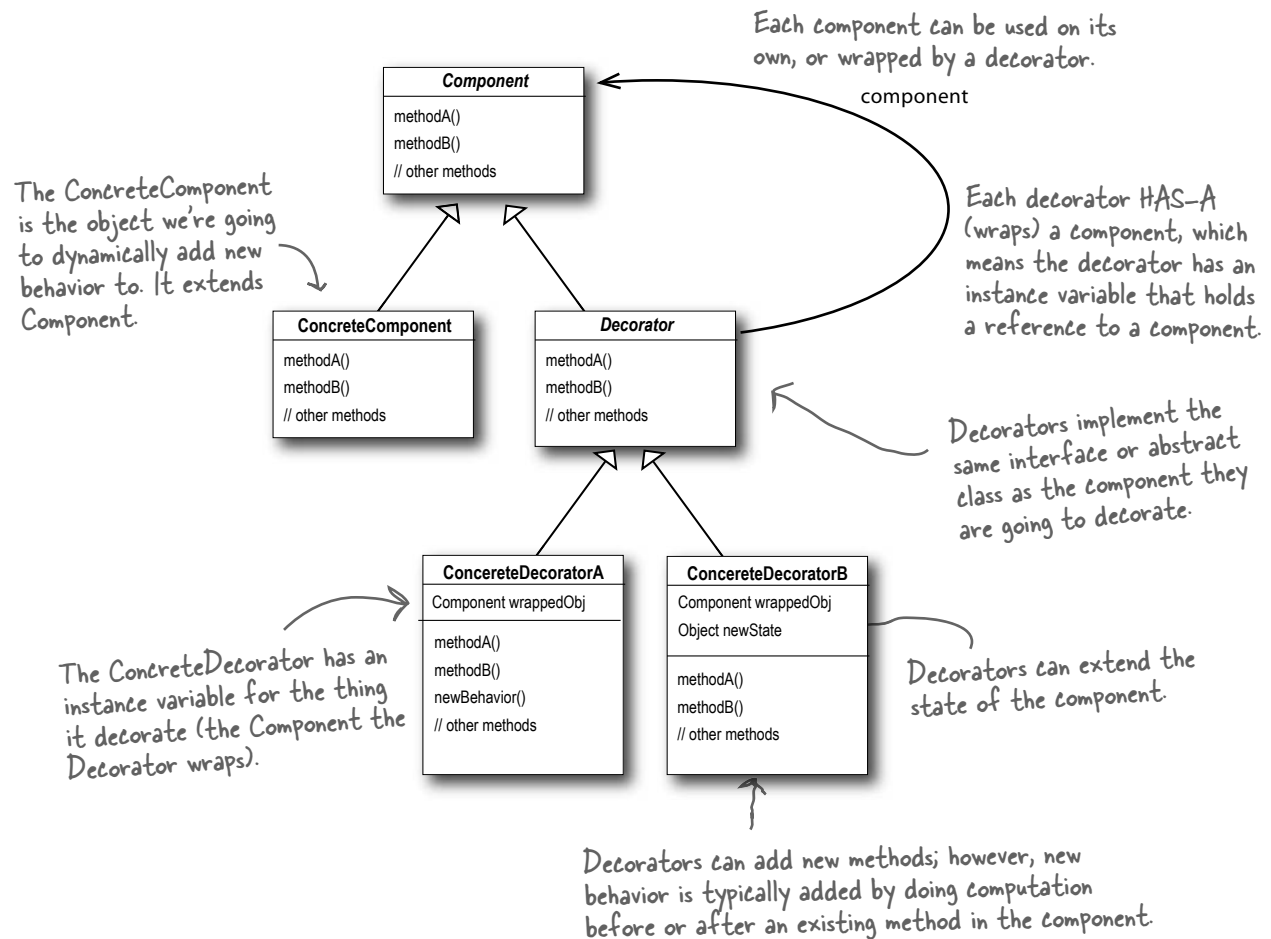 Each component can be used on its
own, or wrapped by a decorator.
component
Component
methodA()
methodB()
// other methods
The ConcreteComponent
is the object we're going
to dynamically add new
behavior to. It extends
Component.
Each decorator HAS-A
(wraps) a component, which
means the decorator has an
instance variable that holds
a reference to a component.
ConcreteComponent
methodA()
methodB()
// other methods
Decorator
methodA()
methodB()
// other methods
Decorators implement the
same interface or abstract
class as the component they
are going to decorate.
ConcereteDecoratorA
Component wrappedObj
methodA()
methodB()
newBehavior()
// other methods
ConcereteDecoratorB
Component wrappedObj
Object newState
methodA()
methodB()
// other methods
The ConcreteDecorator has an
instance variable for the thing
it decorate (the Component the
Decorator wraps).
Decorators can extend the
state of the component.
Decorators can add new methods; however, new
behavior is typically added by doing computation
before or after an existing method in the component.